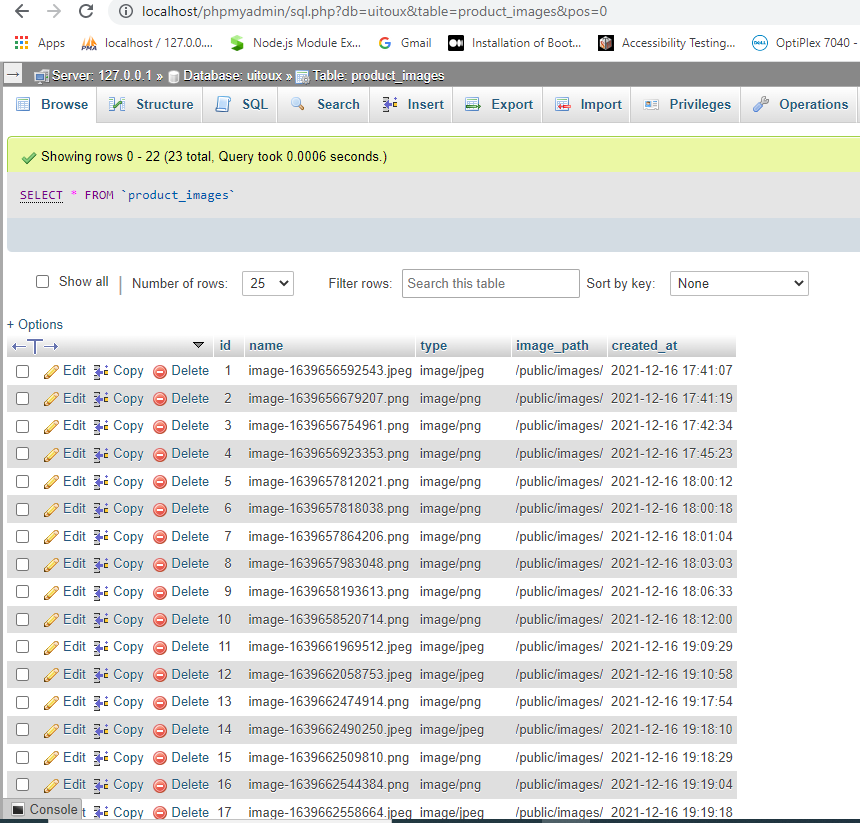 localhost/phpmyadmin/sql.php?db=uitoux&table=product_images&pos=0
Apps localhost / 127.0.0.... Node.js Module Ex... Gmail Installation of Boot... Accessibility Testing... DELL OptiPlex 7040 -
Server: 127.0.0.1 » Database: uitoux » Table: product_images
Browse Structure SQL Search Insert Export Import Privileges Operations
Showing rows 0 - 22 (23 total, Query took 0.0006 seconds.)
SELECT * FROM `product_images`
Show all Number of rows: 25 Filter rows: Search this table Sort by key: None
+ Options
←T→ id name type image_path created_at
Edit Copy Delete 1 image-1639656592543.jpeg image/jpeg /public/images/ 2021-12-16 17:41:07
Edit Copy Delete 2 image-1639656679207.png image/png /public/images/ 2021-12-16 17:41:19
Edit Copy Delete 3 image-1639656754961.png image/png /public/images/ 2021-12-16 17:42:34
Edit Copy Delete 4 image-1639656923353.png image/png /public/images/ 2021-12-16 17:45:23
Edit Copy Delete 5 image-1639657812021.png image/png /public/images/ 2021-12-16 18:00:12
Edit Copy Delete 6 image-1639657818038.png image/png /public/images/ 2021-12-16 18:00:18
Edit Copy Delete 7 image-1639657864206.png image/png /public/images/ 2021-12-16 18:01:04
Edit Copy Delete 8 image-1639657983048.png image/png /public/images/ 2021-12-16 18:03:03
Edit Copy Delete 9 image-1639658193613.png image/png /public/images/ 2021-12-16 18:06:33
Edit Copy Delete 10 image-1639658520714.png image/png /public/images/ 2021-12-16 18:12:00
Edit Copy Delete 11 image-1639661969512.jpeg image/jpeg /public/images/ 2021-12-16 19:09:29
Edit Copy Delete 12 image-1639662058753.jpeg image/jpeg /public/images/ 2021-12-16 19:10:58
Edit Copy Delete 13 image-1639662474914.png image/png /public/images/ 2021-12-16 19:17:54
Edit Copy Delete 14 image-1639662490250.jpeg image/jpeg /public/images/ 2021-12-16 19:18:10
Edit Copy Delete 15 image-1639662509810.png image/png /public/images/ 2021-12-16 19:18:29
Edit Copy Delete 16 image-1639662544384.png image/png /public/images/ 2021-12-16 19:19:04
Console t Copy Delete 17 image-1639662558664.jpeg image/jpeg /public/images/ 2021-12-16 19:19:18